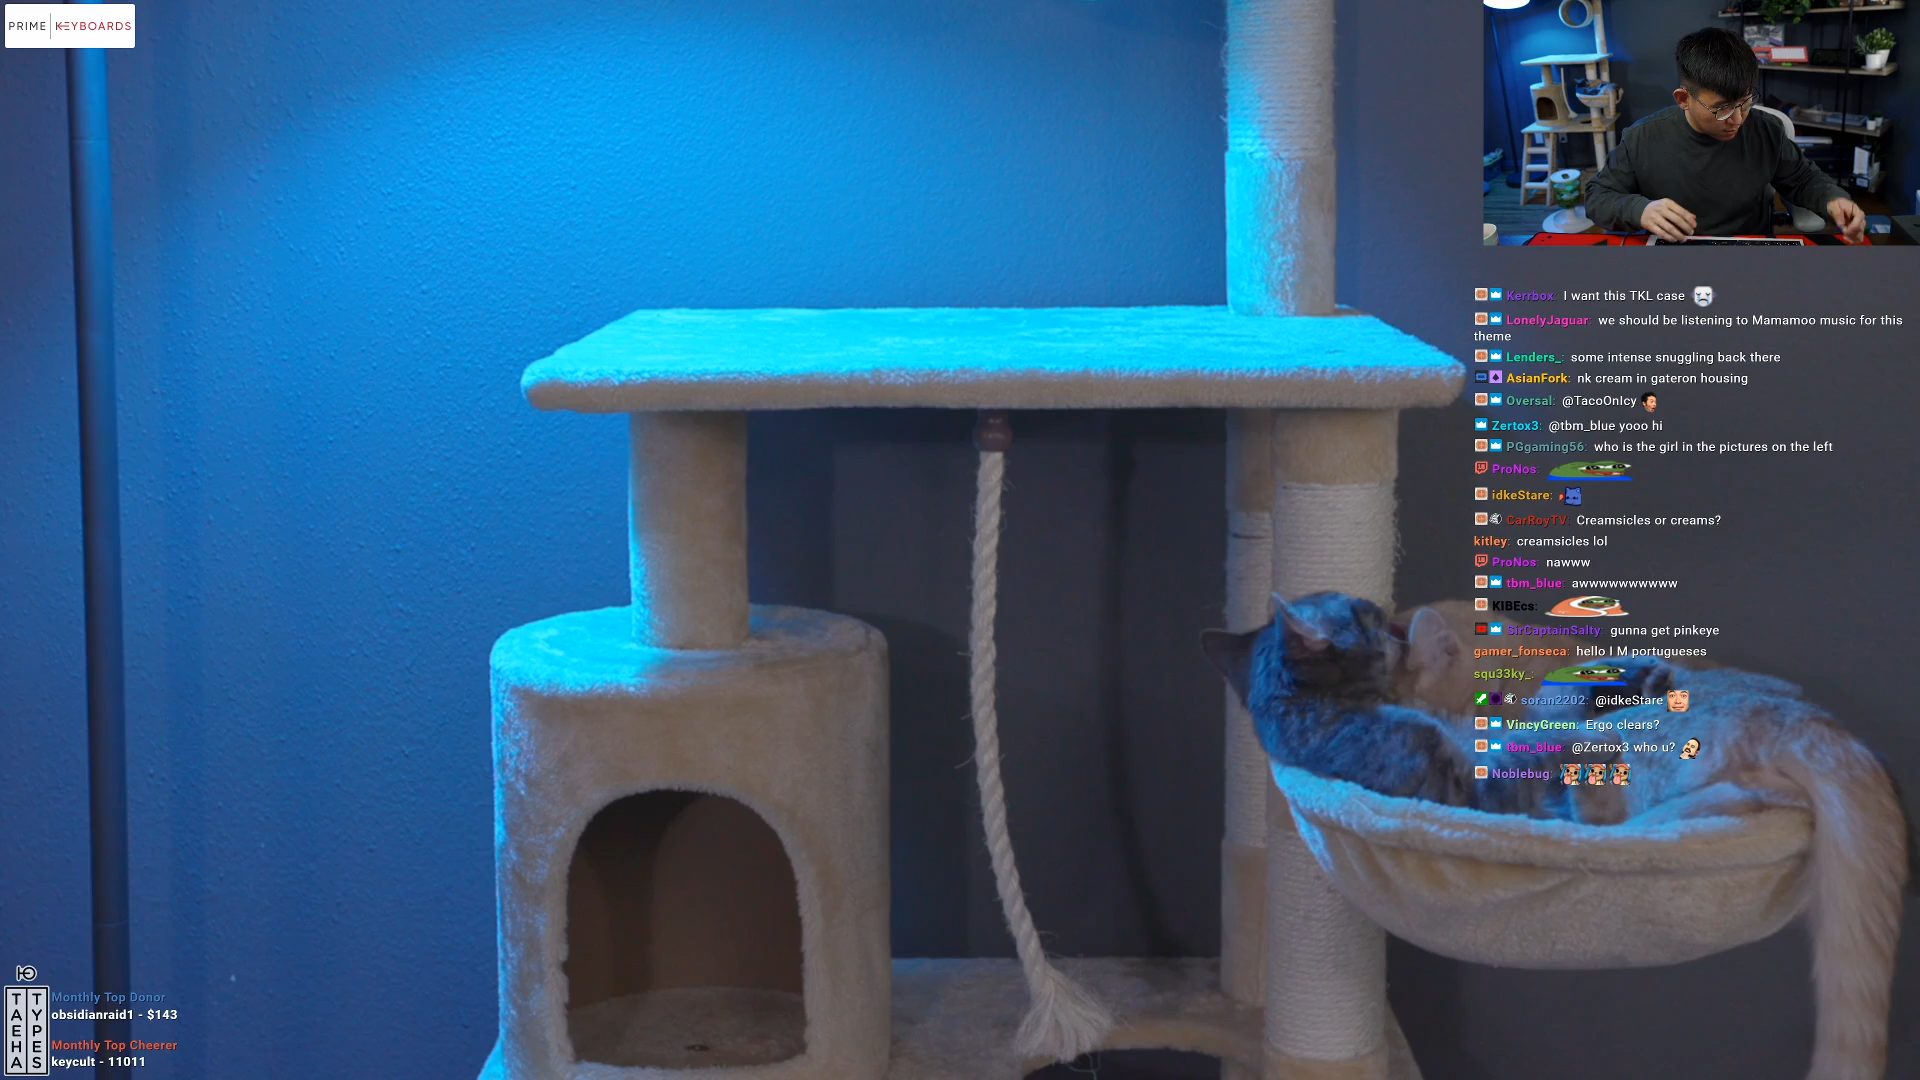 PRIME KEYBOARDS
Kerrbox: I want this TKL case
LonelyJaguar: we should be listening to Mamamoo music for this
theme
Lenders_: some intense snuggling back there
AsianFork: nk cream in gateron housing
Oversal: @TacoOnIcy
Zertox3: @tbm_blue yooo hi
PGgaming56: who is the girl in the pictures on the left
ProNos:
idkeStare:
CarRoyTV: Creamsicles or creams?
kitley: creamsicles lol
ProNos: nawww
tbm_blue: awwwwwwwwww
KIBEcs:
SirCaptainSalty: gunna get pinkeye
gamer_fonseca: hello I M portugueses
squ33ky_:
soran2202: @idkeStare
VincyGreen: Ergo clears?
tbm_blue: @Zertox3 who u?
Noblebug:
TAEHA TYPES
Monthly Top Donor
obsidianraid1 - $143
Monthly Top Cheerer
keycult - 11011